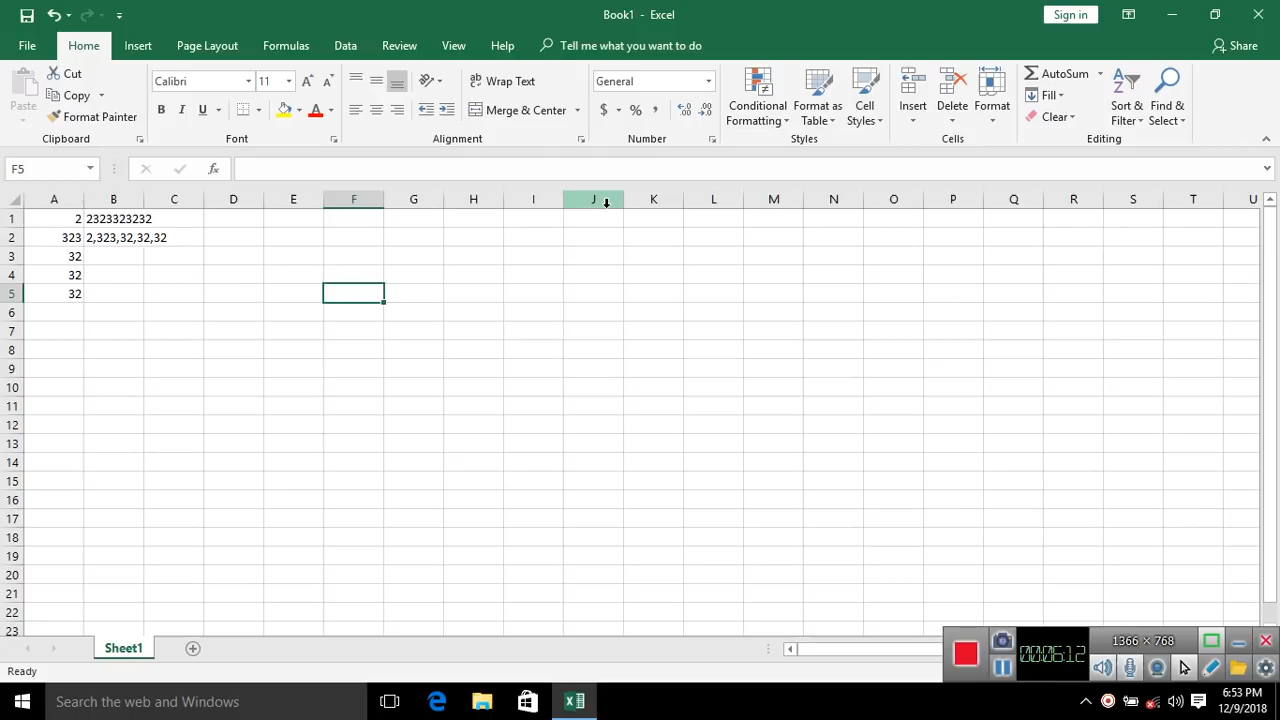 Book1 - Excel
Sign in
File Home Insert Page Layout Formulas Data Review View Help Tell me what you want to do Share
Paste
Cut
Copy
Format Painter
Clipboard
Calibri 11
B I U A
Font
Wrap Text
Merge & Center
Alignment
General
$ % ,
Number
Conditional Formatting
Format as Table
Cell Styles
Styles
Insert
Delete
Format
Cells
AutoSum
Fill
Clear
Sort & Filter
Find & Select
Editing
F5 fx
A B C D E F G H I J K L M N O P Q R S T U
1 2 2323323232
2 323 2,323,32,32,32
3 32
4 32
5 32
6
7
8
9
10
11
12
13
14
15
16
17
18
19
20
21
22
23
Sheet1
Ready
1366 × 768
00:06:12
Search the web and Windows
6:53 PM
12/9/2018